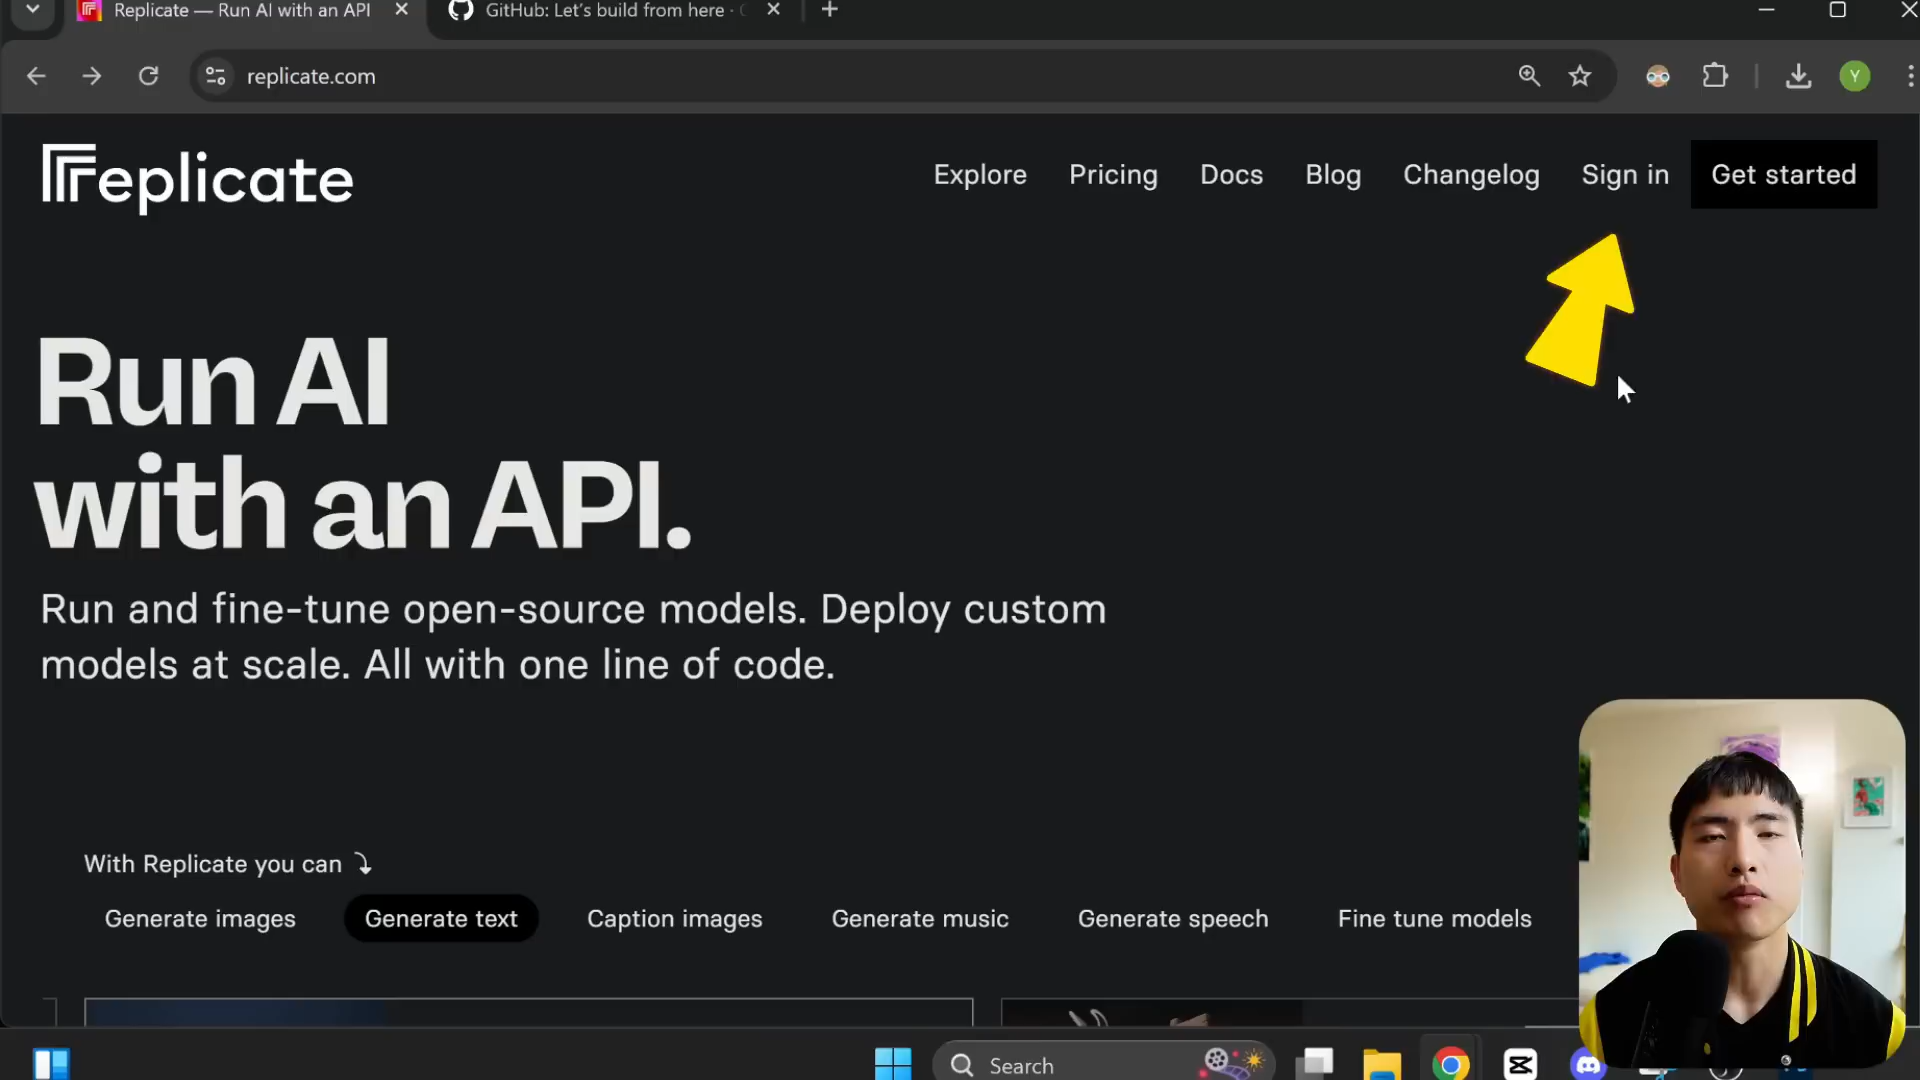 Replicate — Run AI with an API
GitHub: Let's build from here ·
replicate.com
Y
replicate
Explore
Pricing
Docs
Blog
Changelog
Sign in
Get started
Run AI
with an API.
Run and fine-tune open-source models. Deploy custom
models at scale. All with one line of code.
With Replicate you can
Generate images
Generate text
Caption images
Generate music
Generate speech
Fine tune models
Search